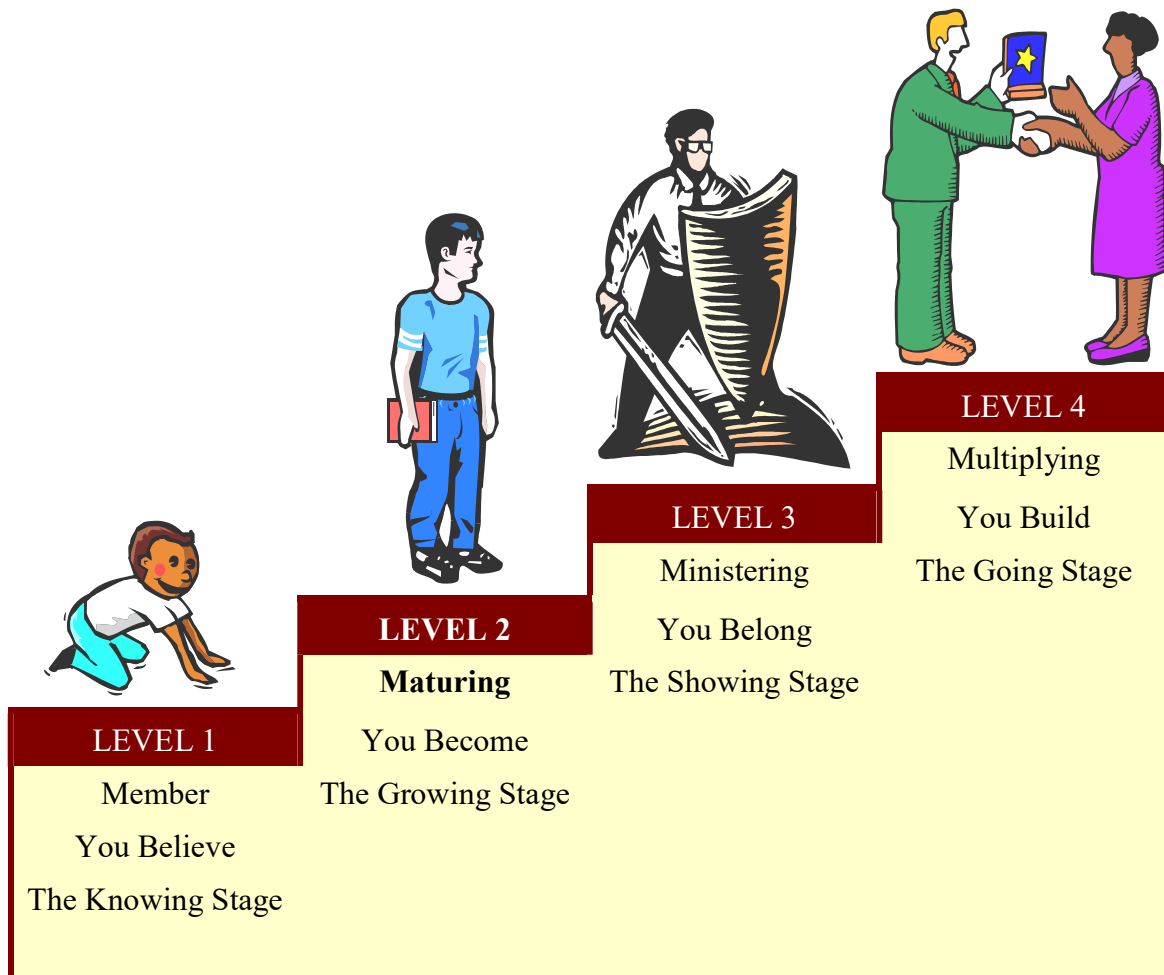 LEVEL 1
Member
You Believe
The Knowing Stage
LEVEL 2
Maturing
You Become
The Growing Stage
LEVEL 3
Ministering
You Belong
The Showing Stage
LEVEL 4
Multiplying
You Build
The Going Stage